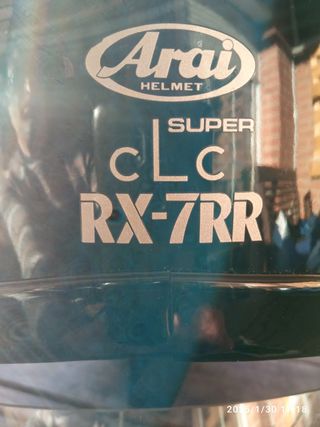 Arai
HELMET
SUPER
cLc
RX-7RR